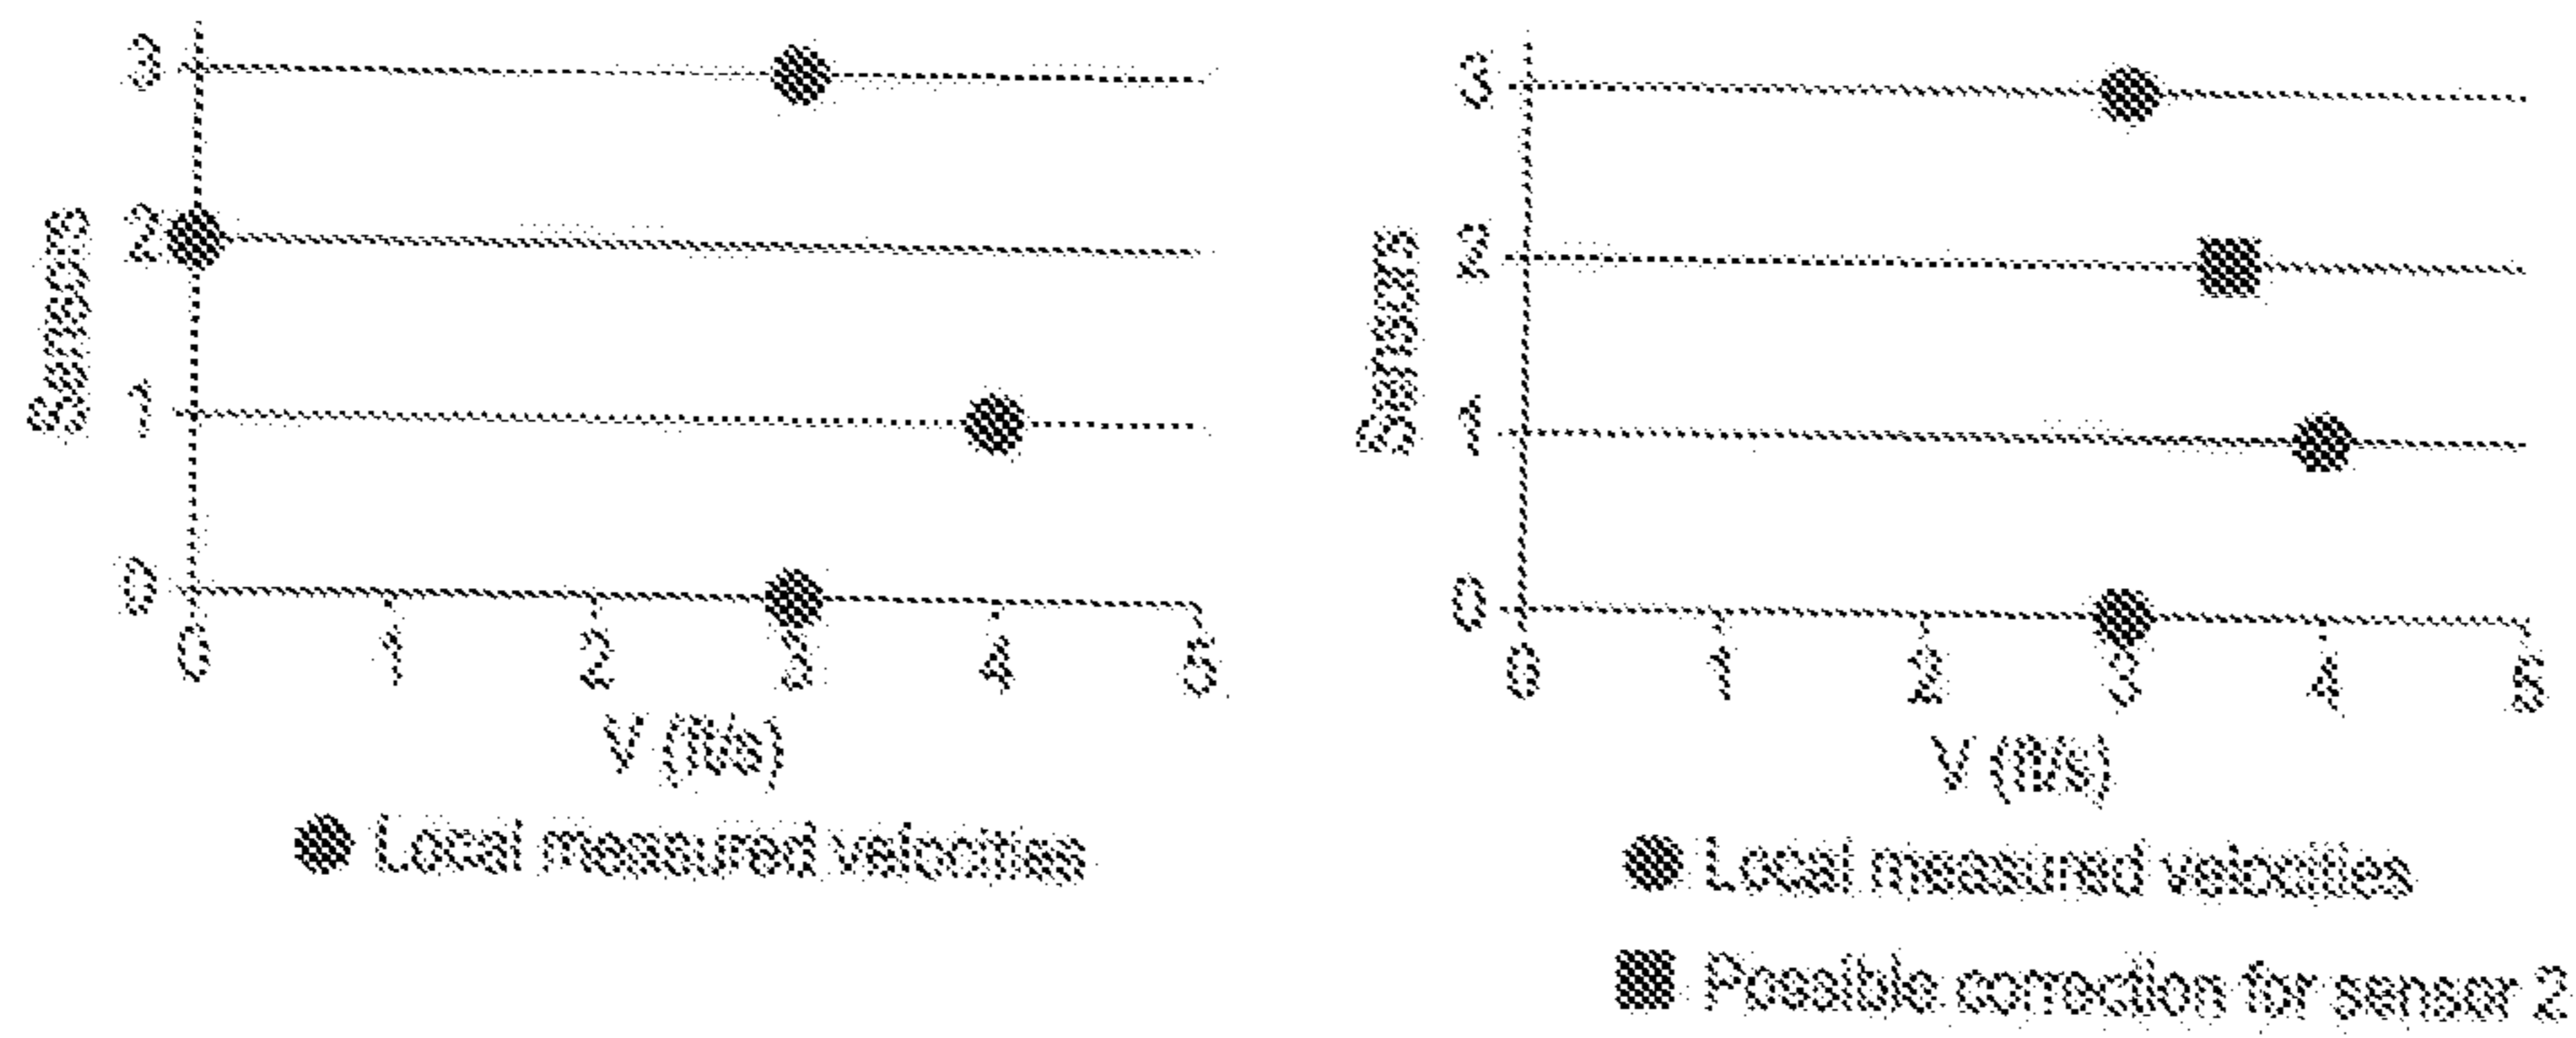 3
2
1
0
Sensors
0 1 2 3 4 5
V (ft/s)
Local measured velocities
3
2
1
0
Sensors
0 1 2 3 4 5
V (ft/s)
Local measured velocities
Possible correction for senser 2